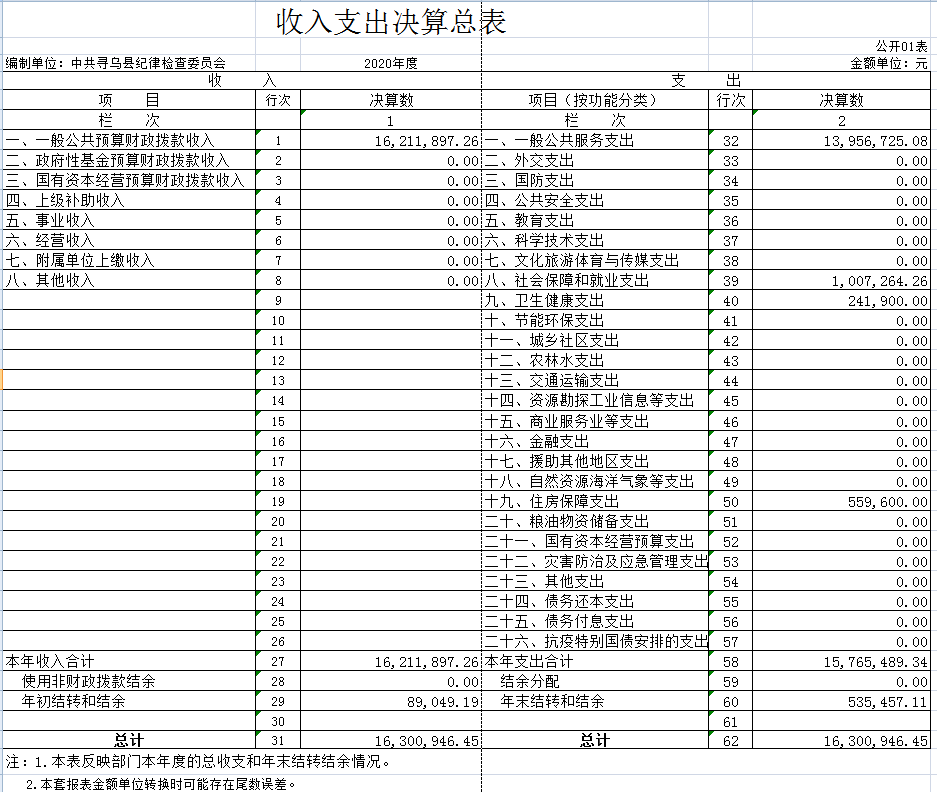 收入支出决算总表
公开01表
编制单位：中共寻乌县纪律检查委员会 2020年度 金额单位：元
收 入 支 出
项 目 行次 决算数 项目（按功能分类） 行次 决算数
栏 次 1 栏 次 2
一、一般公共预算财政拨款收入 1 16,211,897.26 一、一般公共服务支出 32 13,956,725.08
二、政府性基金预算财政拨款收入 2 0.00 二、外交支出 33 0.00
三、国有资本经营预算财政拨款收入 3 0.00 三、国防支出 34 0.00
四、上级补助收入 4 0.00 四、公共安全支出 35 0.00
五、事业收入 5 0.00 五、教育支出 36 0.00
六、经营收入 6 0.00 六、科学技术支出 37 0.00
七、附属单位上缴收入 7 0.00 七、文化旅游体育与传媒支出 38 0.00
八、其他收入 8 0.00 八、社会保障和就业支出 39 1,007,264.26
9 九、卫生健康支出 40 241,900.00
10 十、节能环保支出 41 0.00
11 十一、城乡社区支出 42 0.00
12 十二、农林水支出 43 0.00
13 十三、交通运输支出 44 0.00
14 十四、资源勘探工业信息等支出 45 0.00
15 十五、商业服务业等支出 46 0.00
16 十六、金融支出 47 0.00
17 十七、援助其他地区支出 48 0.00
18 十八、自然资源海洋气象等支出 49 0.00
19 十九、住房保障支出 50 559,600.00
20 二十、粮油物资储备支出 51 0.00
21 二十一、国有资本经营预算支出 52 0.00
22 二十二、灾害防治及应急管理支出 53 0.00
23 二十三、其他支出 54 0.00
24 二十四、债务还本支出 55 0.00
25 二十五、债务付息支出 56 0.00
26 二十六、抗疫特别国债安排的支出 57 0.00
本年收入合计 27 16,211,897.26 本年支出合计 58 15,765,489.34
使用非财政拨款结余 28 0.00 结余分配 59 0.00
年初结转和结余 29 89,049.19 年末结转和结余 60 535,457.11
30 61
总计 31 16,300,946.45 总计 62 16,300,946.45
注：1.本表反映部门本年度的总收支和年末结转结余情况。
2.本套报表金额单位转换时可能存在尾数误差。